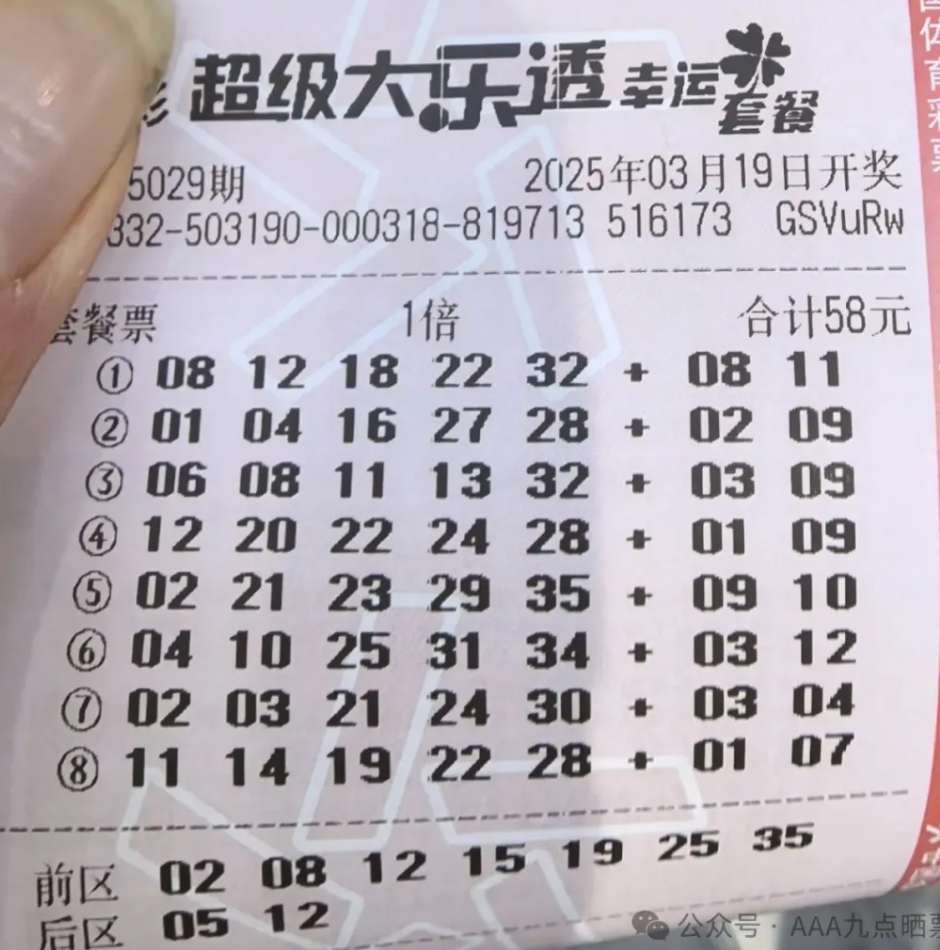 超级大乐透幸运套餐
5029期 2025年03月19日开奖
332-503190-000318-819713 516173 GSVuRw
套餐票 1倍 合计58元
① 08 12 18 22 32 + 08 11
② 01 04 16 27 28 + 02 09
③ 06 08 11 13 32 + 03 09
④ 12 20 22 24 28 + 01 09
⑤ 02 21 23 29 35 + 09 10
⑥ 04 10 25 31 34 + 03 12
⑦ 02 03 21 24 30 + 03 04
⑧ 11 14 19 22 28 + 01 07
前区 02 08 12 15 19 25 35
后区 05 12
国体育彩票
公众号 · AAA九点晒票